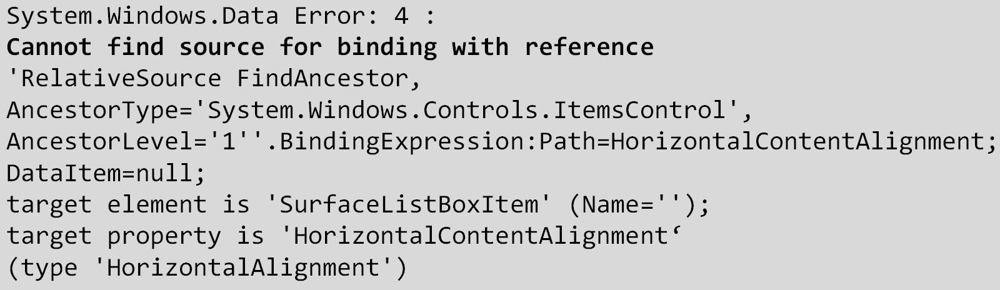 System.Windows.Data Error: 4 :
Cannot find source for binding with reference
'RelativeSource FindAncestor,
AncestorType='System.Windows.Controls.ItemsControl',
AncestorLevel='1''.BindingExpression:Path=HorizontalContentAlignment;
DataItem=null;
target element is 'SurfaceListBoxItem' (Name='');
target property is 'HorizontalContentAlignment‘
(type 'HorizontalAlignment')